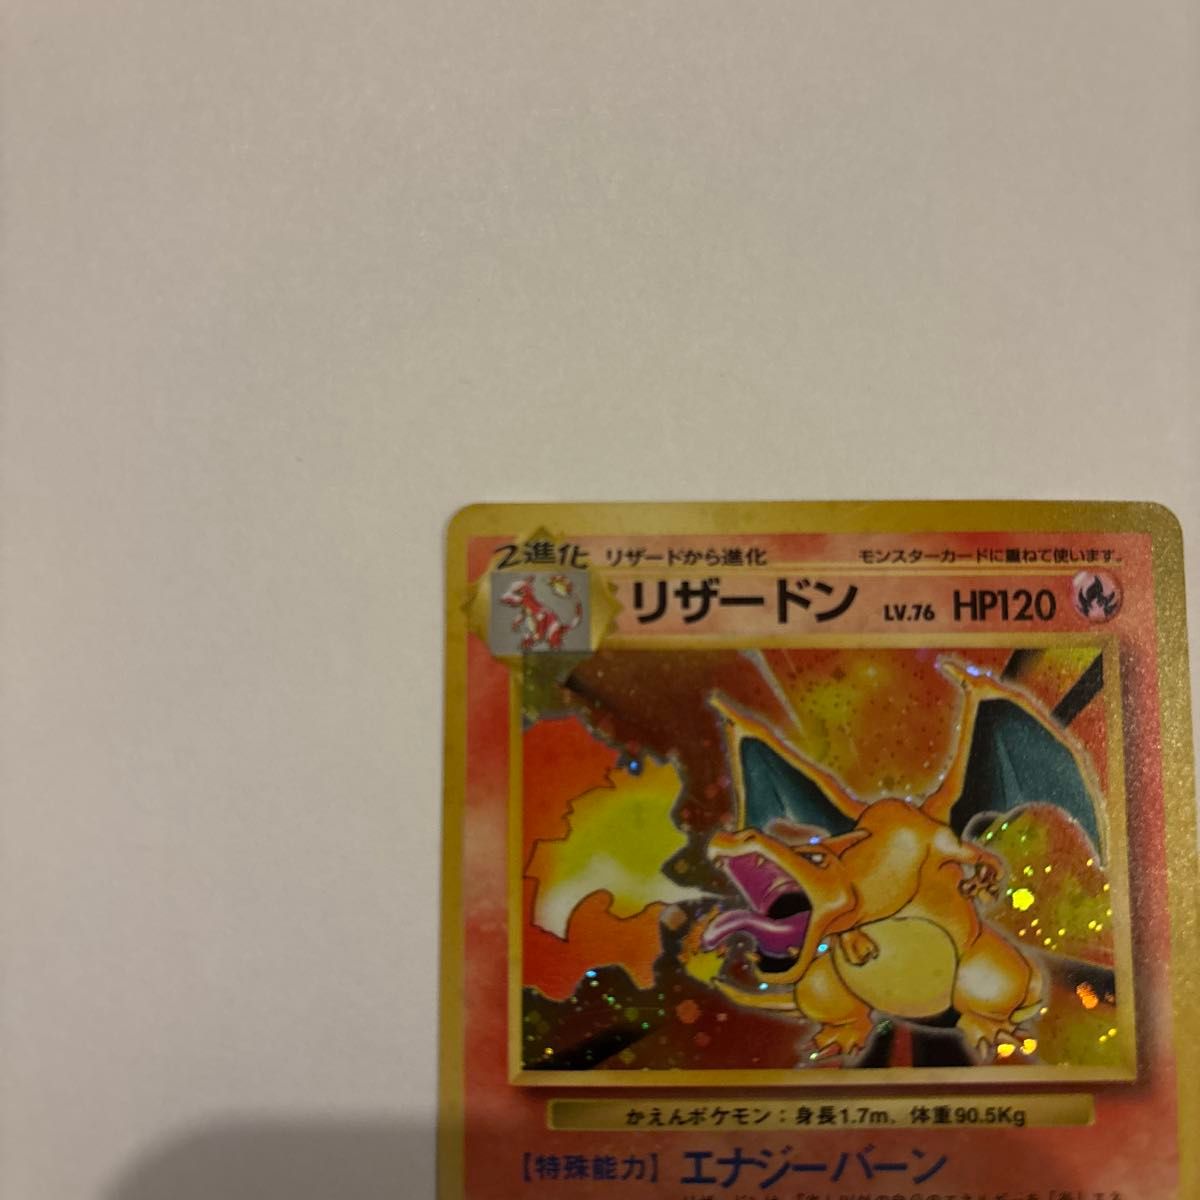 2進化 リザードから進化 モンスターカードに重ねて使います。
リザードン LV.76 HP120
かえんポケモン：身長1.7m、体重90.5Kg
【特殊能力】 エナジーバーン